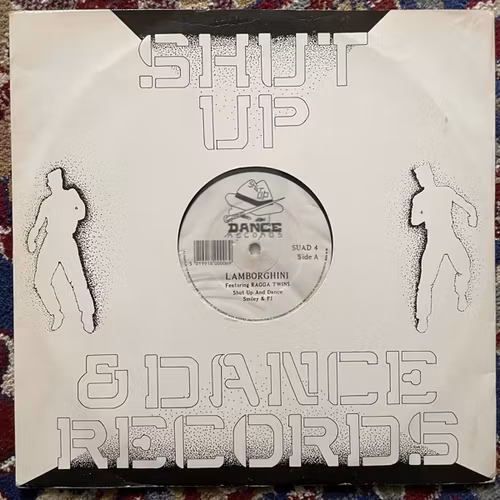 SHUT
UP
SHUT UP
DANCE
RECORDS
SUAD 4
Side A
LAMBORGHINI
Featuring RAGGA TWINS
Shut Up And Dance
Smiley & PJ
& DANCE
RECORDS